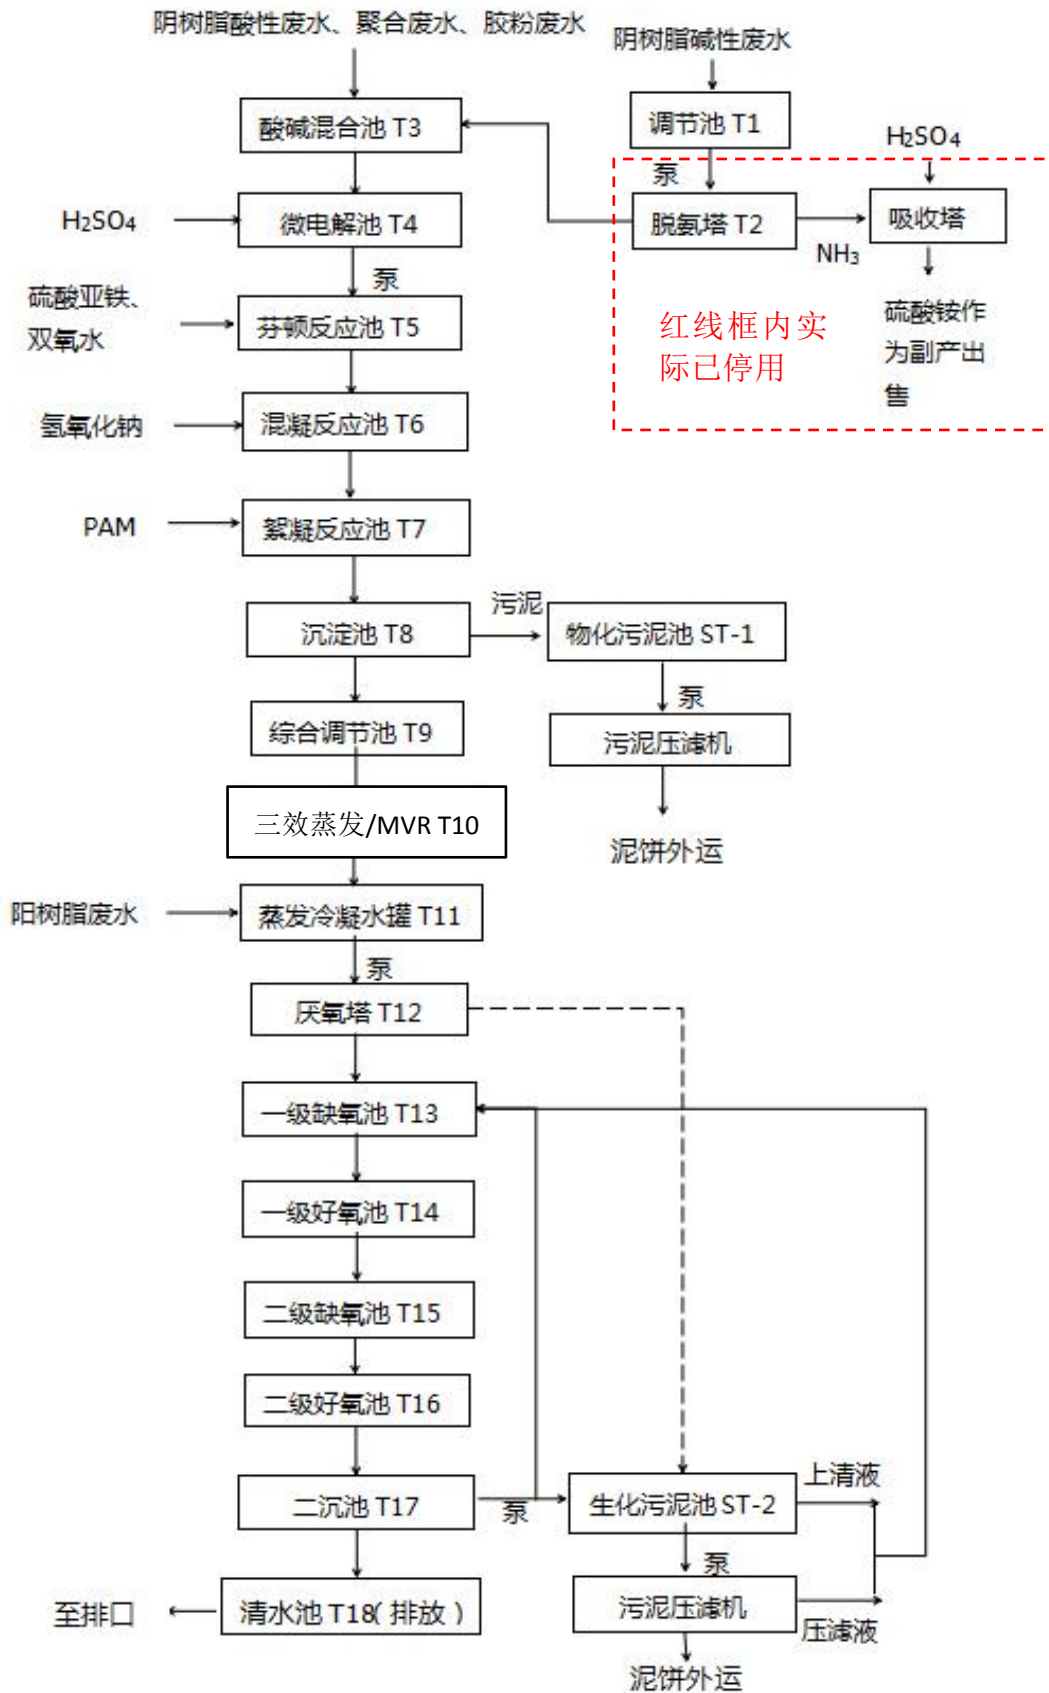 阴树脂酸性废水、聚合废水、胶粉废水
阴树脂碱性废水
酸碱混合池 T3
调节池 T1
H2SO4
泵
H2SO4
微电解池 T4
脱氨塔 T2
吸收塔
NH3
泵
硫酸亚铁、
双氧水
芬顿反应池 T5
红线框内实
际已停用
硫酸铵作
为副产出
售
氢氧化钠
混凝反应池 T6
PAM
絮凝反应池 T7
污泥
沉淀池 T8
物化污泥池 ST-1
泵
综合调节池 T9
污泥压滤机
三效蒸发/MVR T10
泥饼外运
阳树脂废水
蒸发冷凝水罐 T11
泵
厌氧塔 T12
一级缺氧池 T13
一级好氧池 T14
二级缺氧池 T15
二级好氧池 T16
上清液
二沉池 T17
泵
生化污泥池 ST-2
泵
至排口
清水池 T18( 排放 )
污泥压滤机
压滤液
泥饼外运